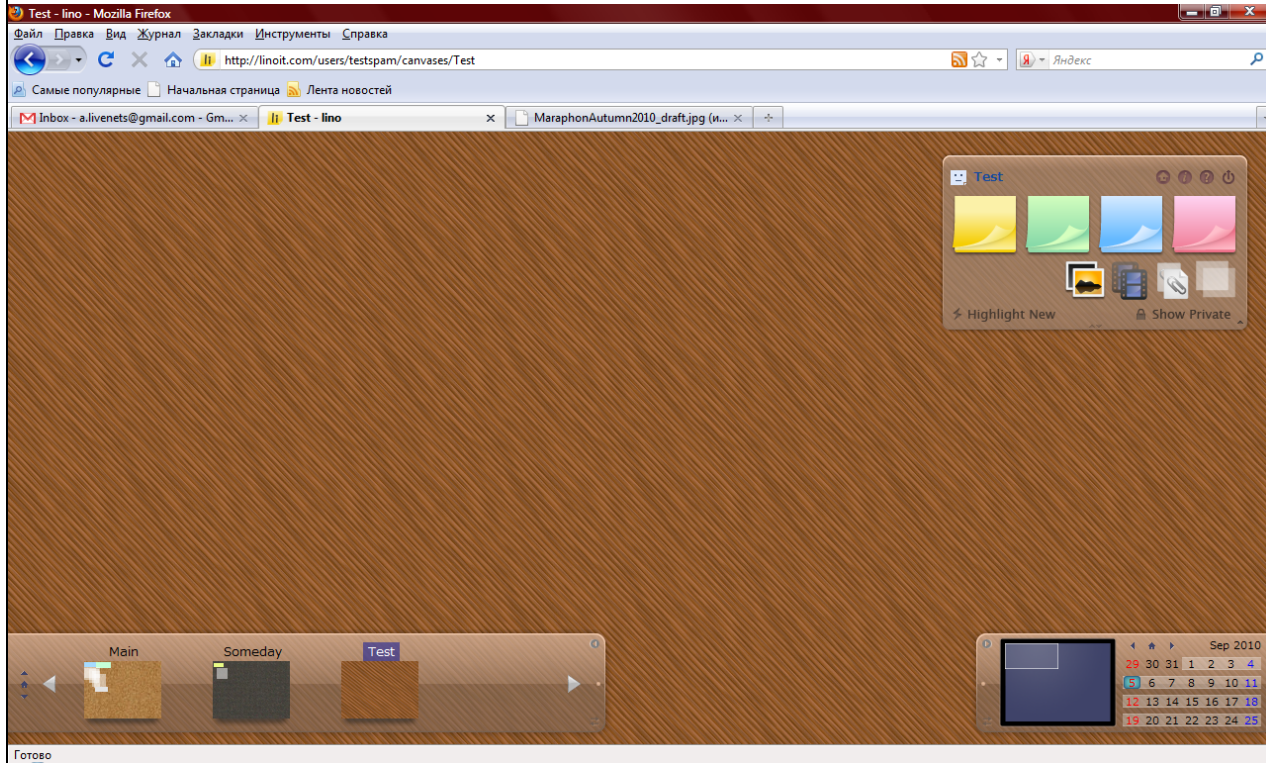 Test - lino - Mozilla Firefox
Файл Правка Вид Журнал Закладки Инструменты Справка
http://linoit.com/users/testspam/canvases/Test
Яндекс
Самые популярные Начальная страница Лента новостей
Inbox - a.livenets@gmail.com - Gm... Test - lino MaraphonAutumn2010_draft.jpg (и...
Test
Highlight New Show Private
Main Someday Test
Sep 2010
29 30 31 1 2 3 4
5 6 7 8 9 10 11
12 13 14 15 16 17 18
19 20 21 22 23 24 25
Готово